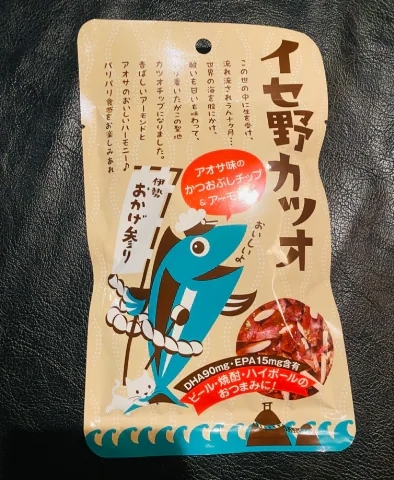 イセ野カツオ
この世の中に生を受け、
流れ流されうん十ヶ月…
世界の海を股にかけ、
酸いも甘いも味わって、
たどり着いたがこの聖地
カツオチップになりました。
香ばしいアーモンドと
アオサのおいしいハーモニー♪
パリパリ食感をお楽しみあれ
アオサ味の
かつおぶしチップ
&アーモンド
おいしいよ
伊勢
おかげ参り
DHA90mg・EPA15mg含有
ビール・焼酎・ハイボールの
おつまみに!